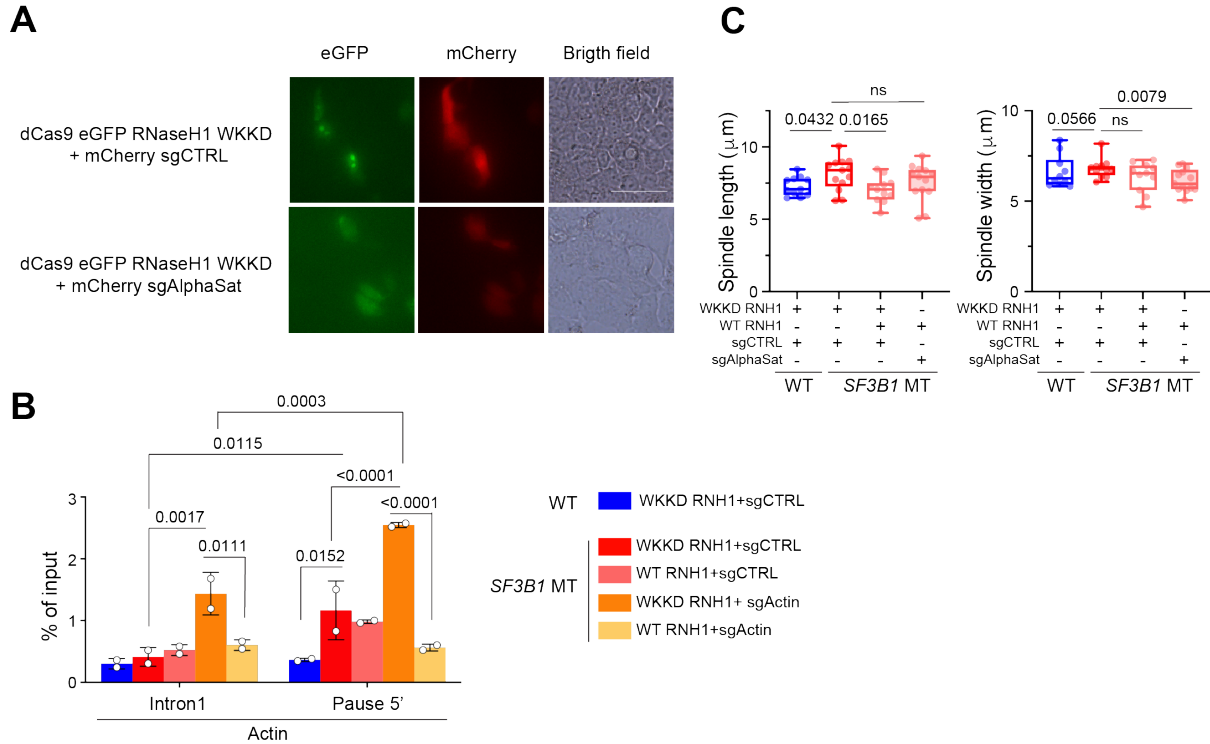 A
eGFP
mCherry
Brigth field
dCas9 eGFP RNaseH1 WKKD
+ mCherry sgCTRL
dCas9 eGFP RNaseH1 WKKD
+ mCherry sgAlphaSat
B
0.0003
0.0115
<0.0001
0.0017
<0.0001
0.0111
0.0152
% of input
3
2
1
0
Intron1
Pause 5’
Actin
WT
WKKD RNH1+sgCTRL
SF3B1 MT
WKKD RNH1+sgCTRL
WT RNH1+sgCTRL
WKKD RNH1+ sgActin
WT RNH1+sgActin
C
ns
0.0432
0.0165
Spindle length (μm)
10
5
0
WKKD RNH1 + + + -
WT RNH1 - - + +
sgCTRL + + + -
sgAlphaSat - - - +
WT
SF3B1 MT
0.0079
0.0566
ns
Spindle width (μm)
10
5
0
WKKD RNH1 + + + -
WT RNH1 - - + +
sgCTRL + + + -
sgAlphaSat - - - +
WT
SF3B1 MT